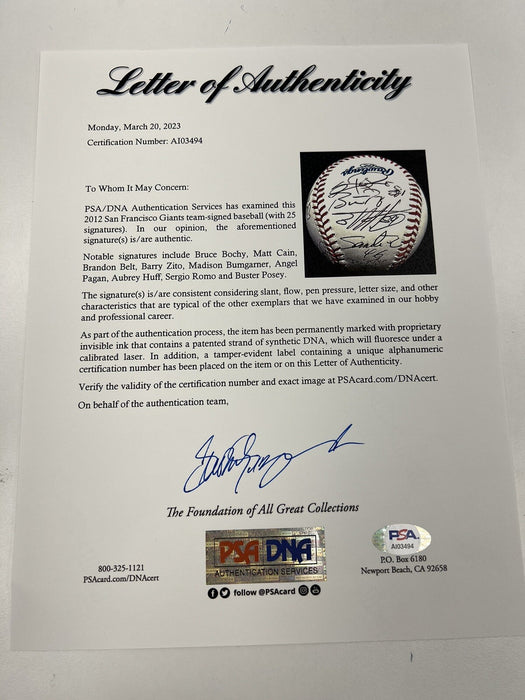 Letter of Authenticity
Monday, March 20, 2023
Certification Number: AI03494
To Whom It May Concern:
PSA/DNA Authentication Services has examined this
2012 San Francisco Giants team-signed baseball (with 25
signatures). In our opinion, the aforementioned
signature(s) is/are authentic.
Notable signatures include Bruce Bochy, Matt Cain,
Brandon Belt, Barry Zito, Madison Bumgarner, Angel
Pagan, Aubrey Huff, Sergio Romo and Buster Posey.
Rawlings
The signature(s) is/are consistent considering slant, flow, pen pressure, letter size, and other
characteristics that are typical of the other exemplars that we have examined in our hobby
and professional career.
As part of the authentication process, the item has been permanently marked with proprietary
invisible ink that contains a patented strand of synthetic DNA, which will fluoresce under a
calibrated laser. In addition, a tamper-evident label containing a unique alphanumeric
certification number has been placed on the item or on this Letter of Authenticity.
Verify the validity of the certification number and exact image at PSAcard.com/DNAcert.
On behalf of the authentication team,
The Foundation of All Great Collections
800-325-1121
PSAcard.com/DNAcert
PSA DNA
AUTHENTICATION SERVICES
follow @PSAcard
PSA
AI03494
P.O. Box 6180
Newport Beach, CA 92658